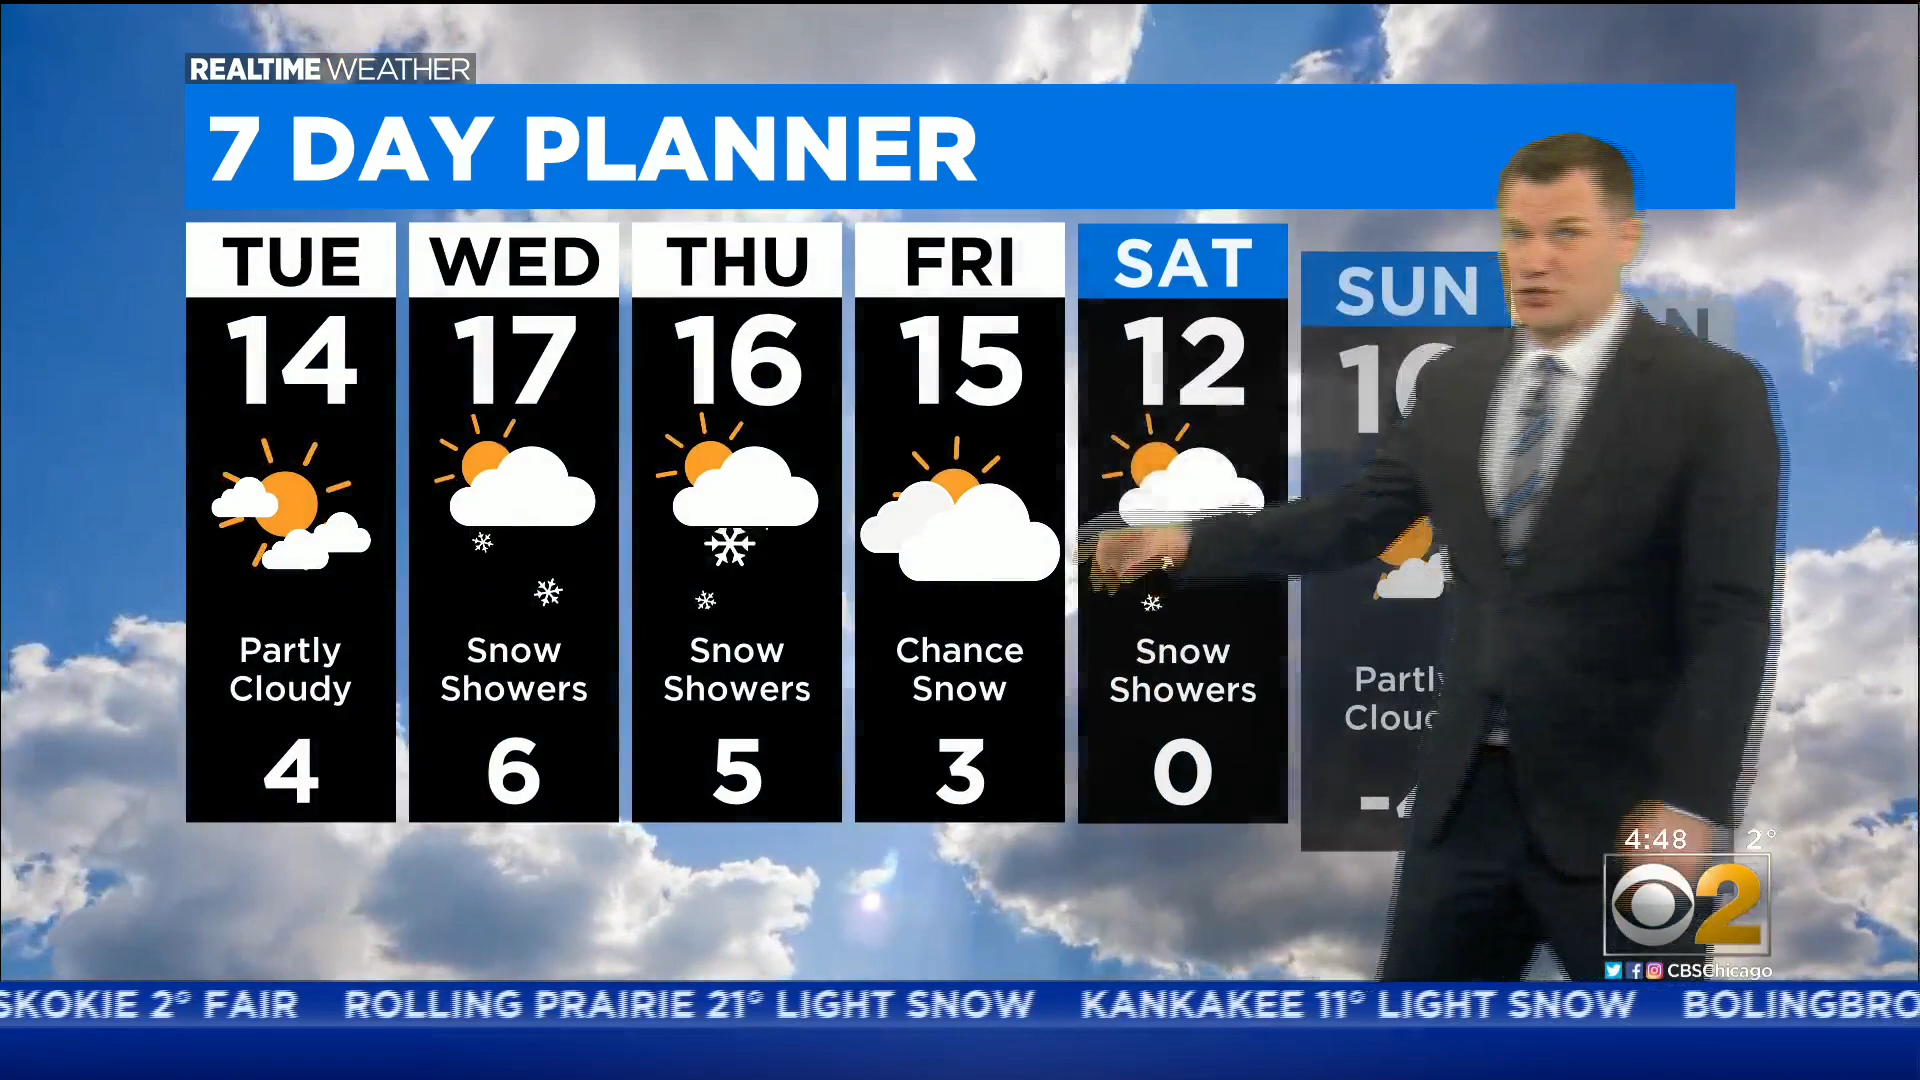 REALTIME WEATHER
7 DAY PLANNER
TUE
14
Partly
Cloudy
4
WED
17
Snow
Showers
6
THU
16
Snow
Showers
5
FRI
15
Chance
Snow
3
SAT
12
Snow
Showers
0
SUN
4:48 2°
2
CBSChicago
SKOKIE 2° FAIR ROLLING PRAIRIE 21° LIGHT SNOW KANKAKEE 11° LIGHT SNOW BOLINGBRO